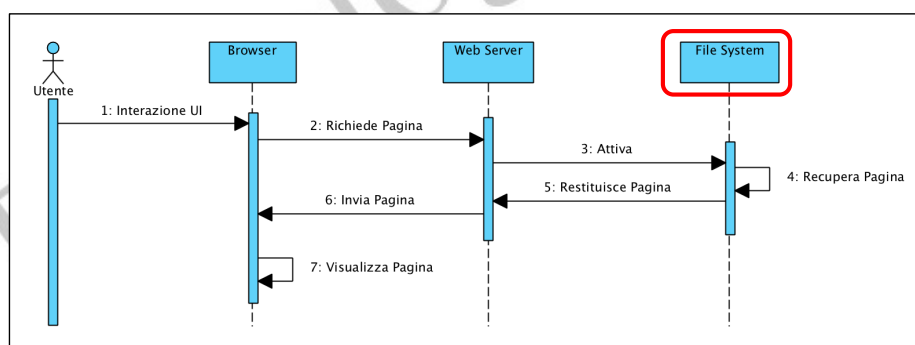 Browser
Web Server
File System
Utente
1: Interazione UI
2: Richiede Pagina
3: Attiva
4: Recupera Pagina
5: Restituisce Pagina
6: Invia Pagina
7: Visualizza Pagina